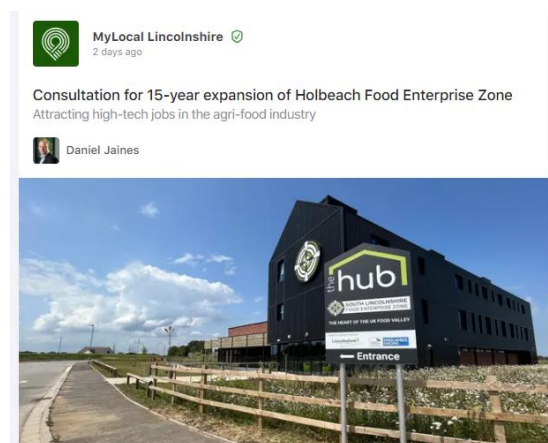 MyLocal Lincolnshire
2 days ago
Consultation for 15-year expansion of Holbeach Food Enterprise Zone
Attracting high-tech jobs in the agri-food industry
Daniel Jaines
the hub
SOUTH LINCOLNSHIRE
FOOD ENTERPRISE ZONE
THE HEART OF THE UK FOOD VALLEY
Entrance